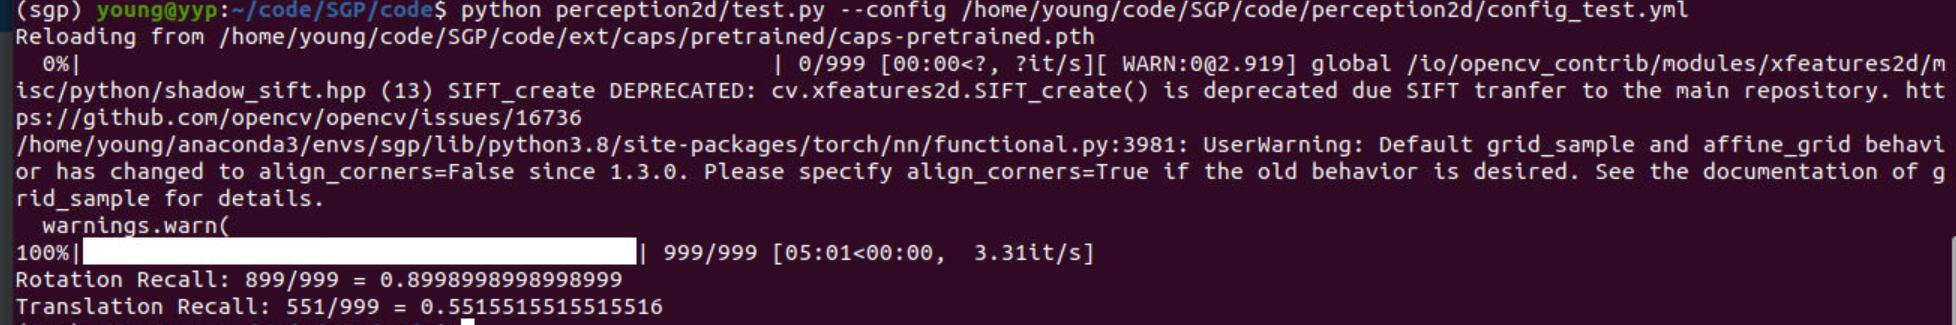 (sgp) young@yyp:~/code/SGP/code$ python perception2d/test.py --config /home/young/code/SGP/code/perception2d/config_test.yml
Reloading from /home/young/code/SGP/code/ext/caps/pretrained/caps-pretrained.pth
  0%|                                                    | 0/999 [00:00<?, ?it/s][ WARN:0@2.919] global /io/opencv_contrib/modules/xfeatures2d/m
isc/python/shadow_sift.hpp (13) SIFT_create DEPRECATED: cv.xfeatures2d.SIFT_create() is deprecated due SIFT tranfer to the main repository. htt
ps://github.com/opencv/opencv/issues/16736
/home/young/anaconda3/envs/sgp/lib/python3.8/site-packages/torch/nn/functional.py:3981: UserWarning: Default grid_sample and affine_grid behavi
or has changed to align_corners=False since 1.3.0. Please specify align_corners=True if the old behavior is desired. See the documentation of g
rid_sample for details.
  warnings.warn(
100%|                                          | 999/999 [05:01<00:00,  3.31it/s]
Rotation Recall: 899/999 = 0.8998998998998999
Translation Recall: 551/999 = 0.5515515515515516